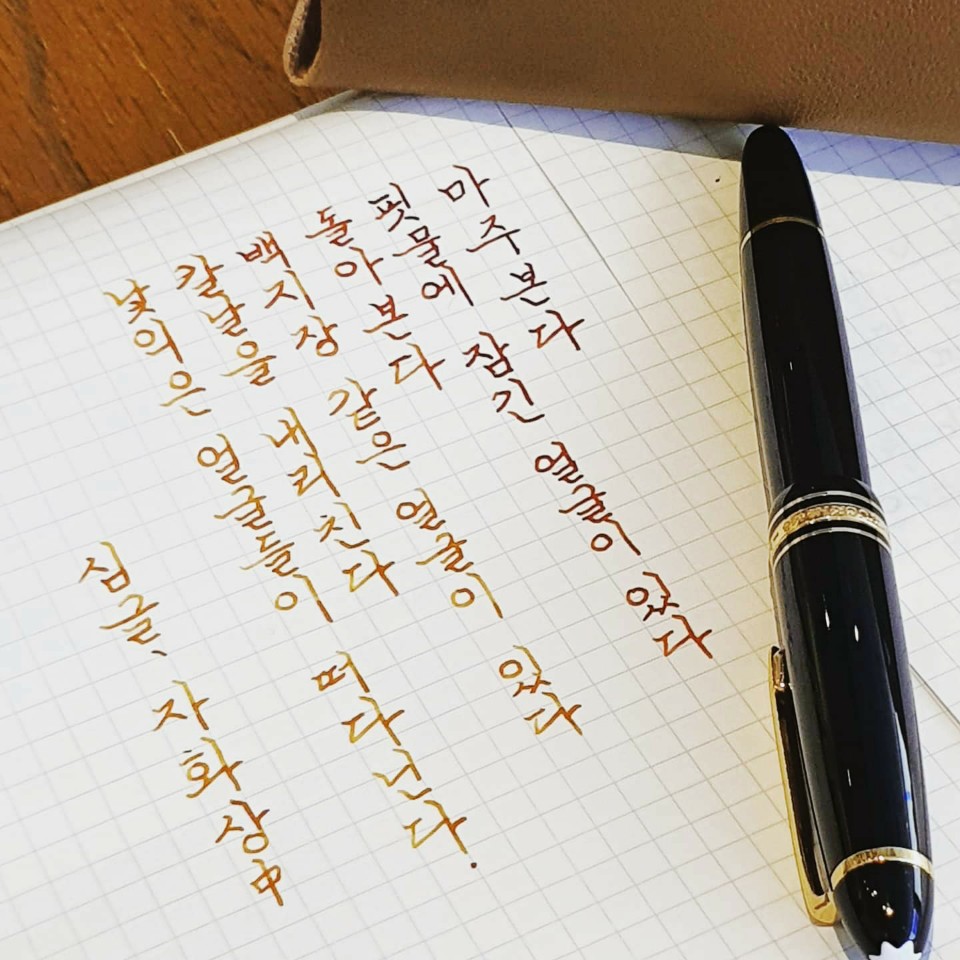 마주본다
핏물에 잠긴 얼굴이 있다
돌아 본다
백지장 같은 얼굴이 있다
칼날을 내리친다
낯익은 얼굴들이 떠다닌다.
심글, 자화상中